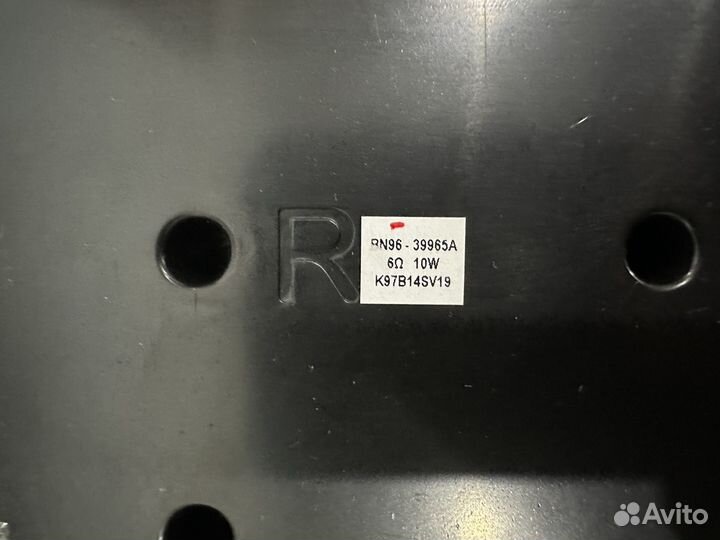 R
BN96 - 39965A
6Ω 10W
K97B14SV19
Avito